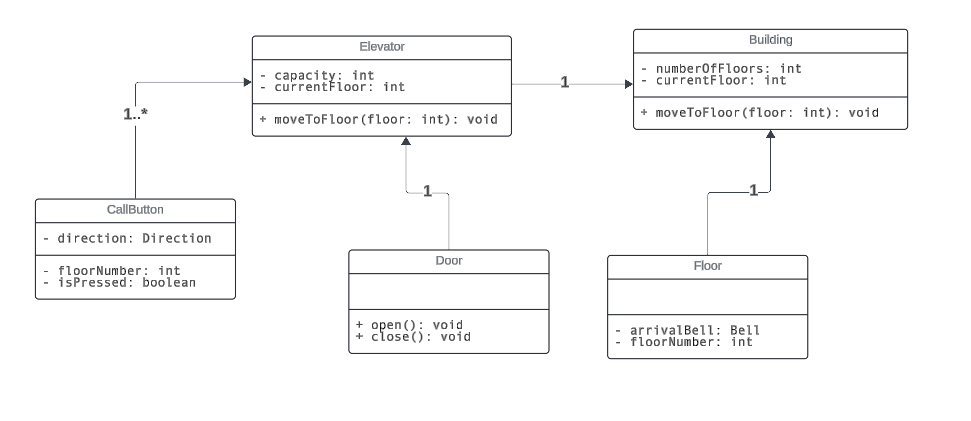 Elevator
- capacity: int
- currentFloor: int
+ moveToFloor(floor: int): void
1
Building
- numberOfFloors: int
- currentFloor: int
+ moveToFloor(floor: int): void
1..*
CallButton
- direction: Direction
- floorNumber: int
- isPressed: boolean
1
Door
+ open(): void
+ close(): void
1
Floor
- arrivalBell: Bell
- floorNumber: int